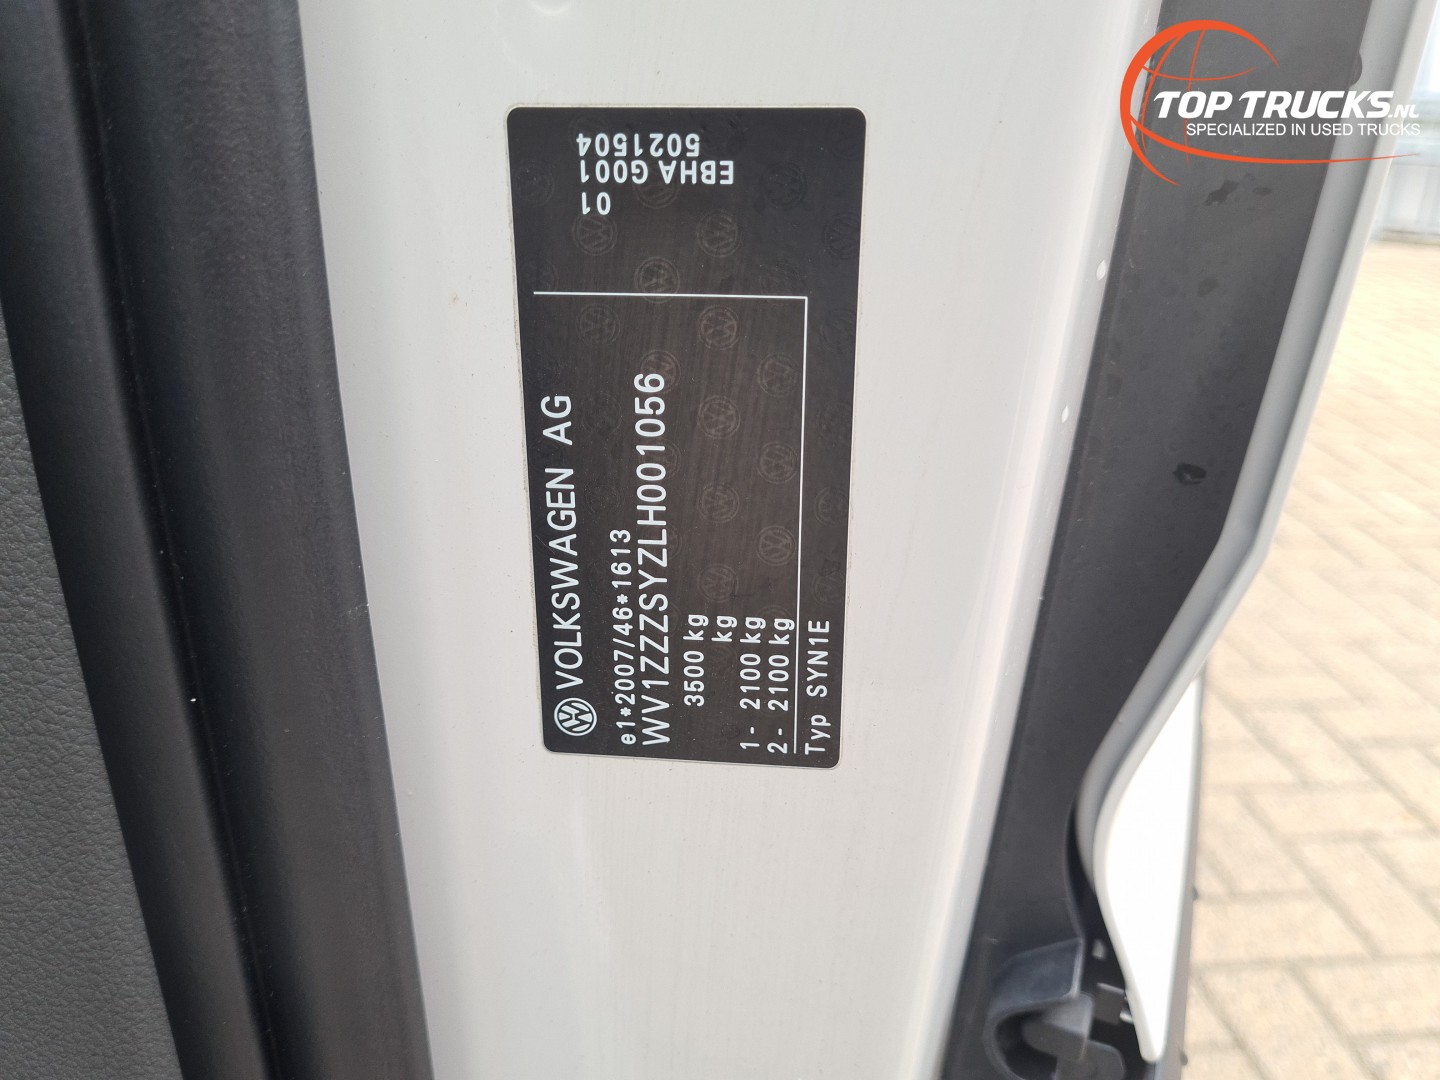 VOLKSWAGEN AG
e1*2007/46*1613
WV1ZZZSYZLH001056
3500 kg
kg
1- 2100 kg
2- 2100 kg
Typ SYN1E
01
EBHA G001
5021504
TOP TRUCKS.NL
SPECIALIZED IN USED TRUCKS